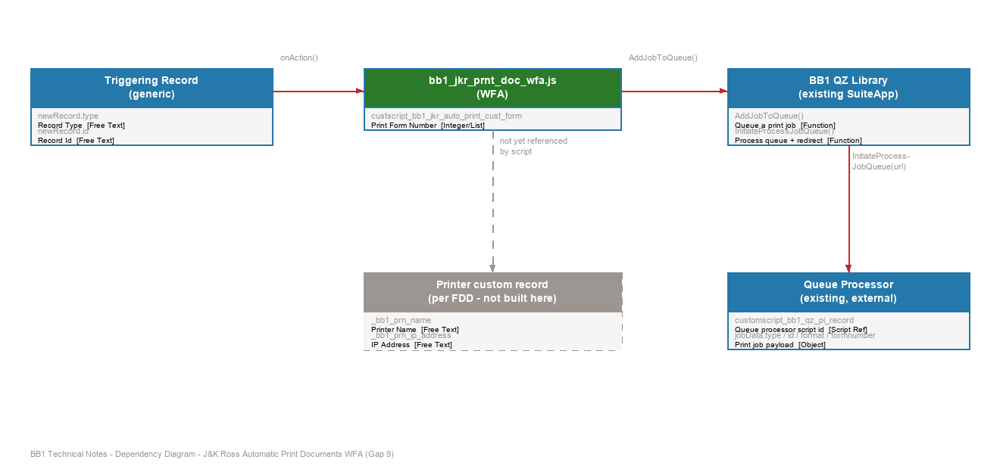 onAction()
AddJobToQueue()
Triggering Record
(generic)
newRecord.type
Record Type  [Free Text]
newRecord.id
Record Id  [Free Text]
bb1_jkr_prnt_doc_wfa.js
(WFA)
custscript_bb1_jkr_auto_print_cust_form
Print Form Number  [Integer/List]
not yet referenced
by script
BB1 QZ Library
(existing SuiteApp)
AddJobToQueue()
Queue a print job  [Function]
InitiateProcessJobQueue()
Process queue + redirect  [Function]
InitiateProcess-
JobQueue(url)
Printer custom record
(per FDD - not built here)
_bb1_prn_name
Printer Name  [Free Text]
_bb1_prn_ip_address
IP Address  [Free Text]
Queue Processor
(existing, external)
customscript_bb1_qz_pi_record
Queue processor script id  [Script Ref]
jobData.type / id / format / formnumber
Print job payload  [Object]
BB1 Technical Notes - Dependency Diagram - J&K Ross Automatic Print Documents WFA (Gap 9)